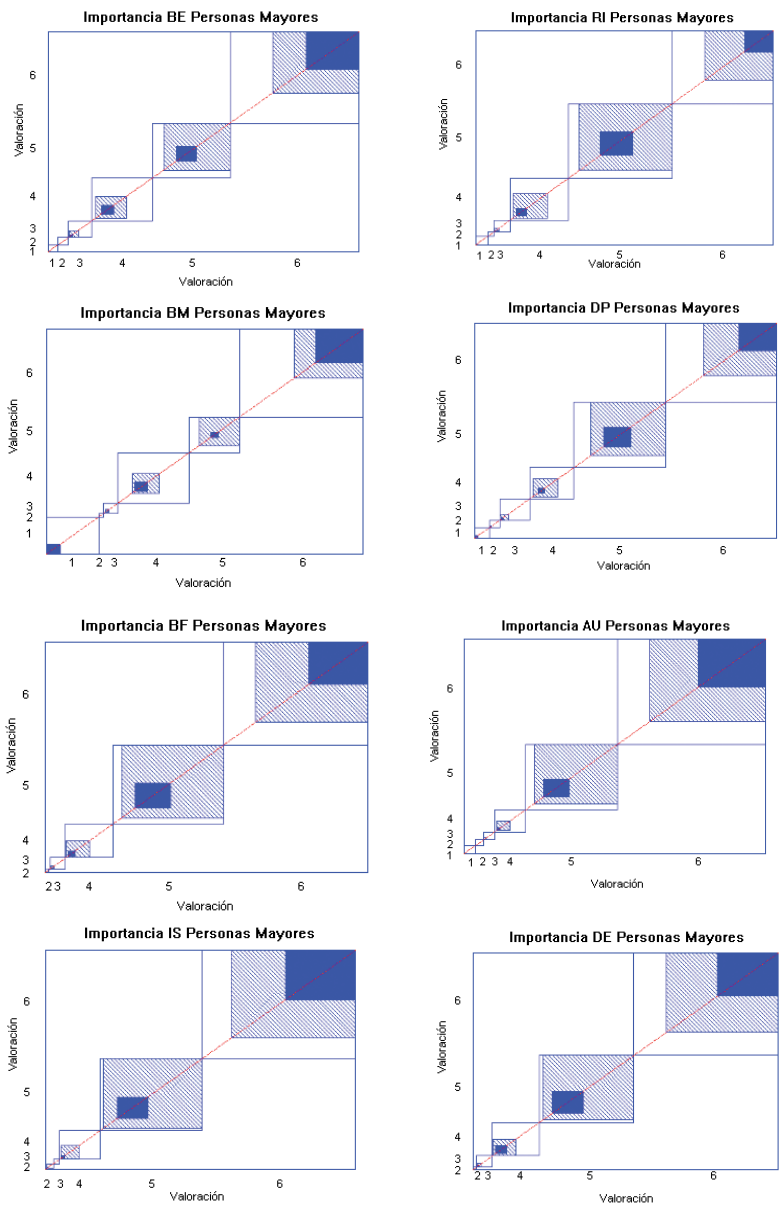 Importancia BE Personas Mayores
Valoración
6
5
4
3
2
1
1 2 3 4 5 6
Valoración
Importancia RI Personas Mayores
Valoración
6
5
4
3
2
1
1 2 3 4 5 6
Valoración
Importancia BM Personas Mayores
Valoración
6
5
4
3
2
1
1 2 3 4 5 6
Valoración
Importancia DP Personas Mayores
Valoración
6
5
4
3
2
1
1 2 3 4 5 6
Valoración
Importancia BF Personas Mayores
Valoración
6
5
4
3
2
2 3 4 5 6
Valoración
Importancia AU Personas Mayores
Valoración
6
5
4
3
2
1
1 2 3 4 5 6
Valoración
Importancia IS Personas Mayores
Valoración
6
5
4
3
2
2 3 4 5 6
Valoración
Importancia DE Personas Mayores
Valoración
6
5
4
3
2
2 3 4 5 6
Valoración